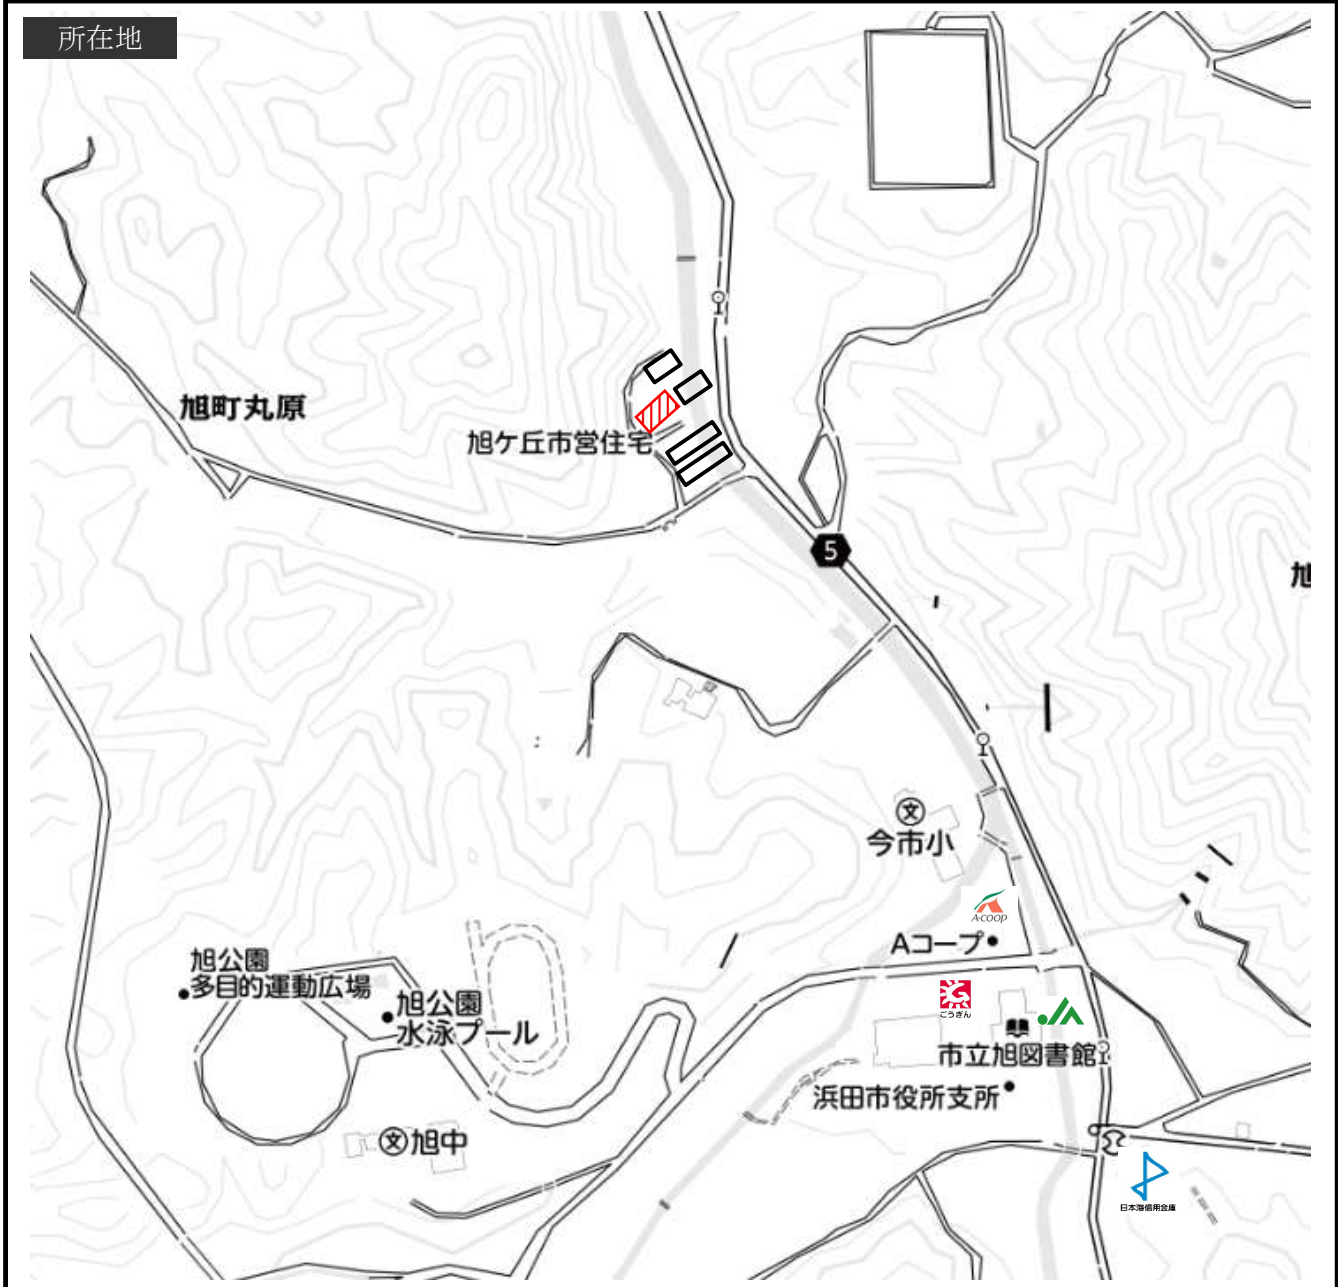 所在地
旭町丸原
旭ケ丘市営住宅
5
旭
文
今市小
A-COOP
Aコープ
旭公園
多目的運動広場
旭公園
水泳プール
ごうぎん
市立旭図書館
浜田市役所支所
文旭中
日本海信用金庫